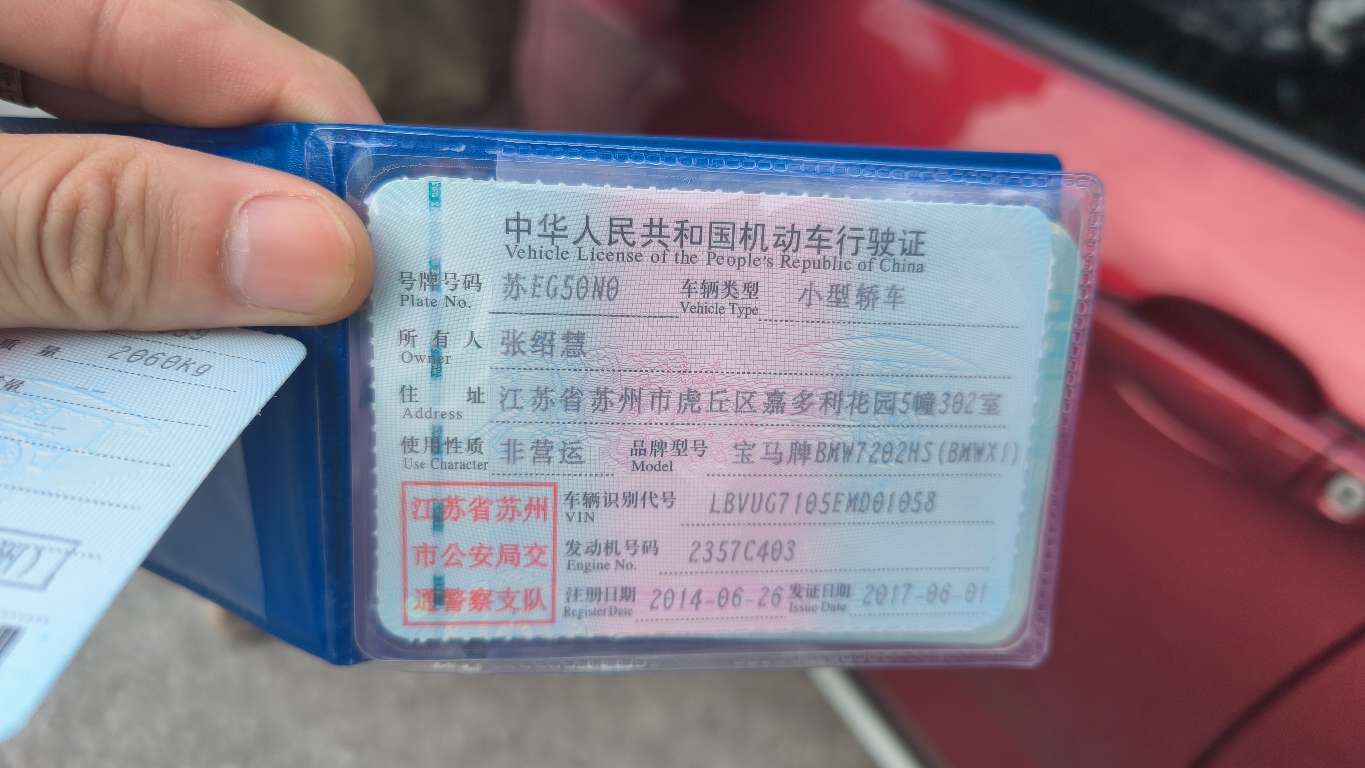 中华人民共和国机动车行驶证
Vehicle License of the People's Republic of China
号牌号码 苏EG50N0 车辆类型 小型轿车
Plate No. Vehicle Type
所有人 张绍慧
Owner
住址 江苏省苏州市虎丘区嘉多利花园5幢302室
Address
使用性质 非营运 品牌型号 宝马牌BMW7202HS(BMWX1)
Use Character Model
江苏省苏州
市公安局交
通警察支队
车辆识别代号 LBVUG7105EMD01058
VIN
发动机号码 2357C403
Engine No.
注册日期 2014-06-26 发证日期 2017-06-01
Register Date Issue Date
质量 2060kg